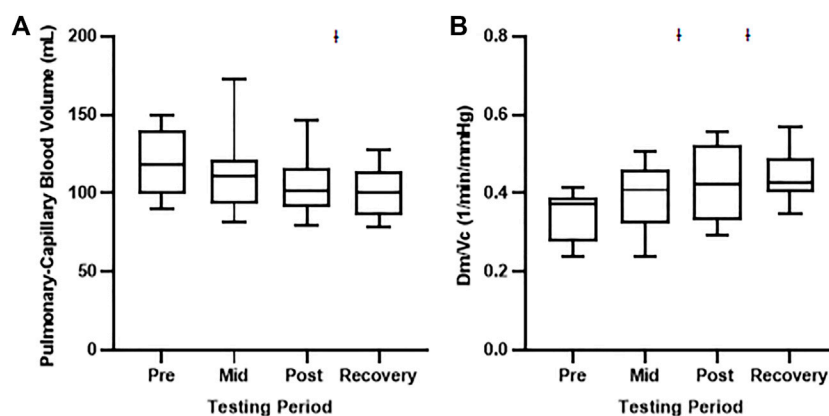 A
Pulmonary-Capillary Blood Volume (mL)
200
150
100
50
0
Pre Mid Post Recovery
Testing Period
B
Dm/Vc (1/min/mmHg)
0.8
0.6
0.4
0.2
0.0
Pre Mid Post Recovery
Testing Period